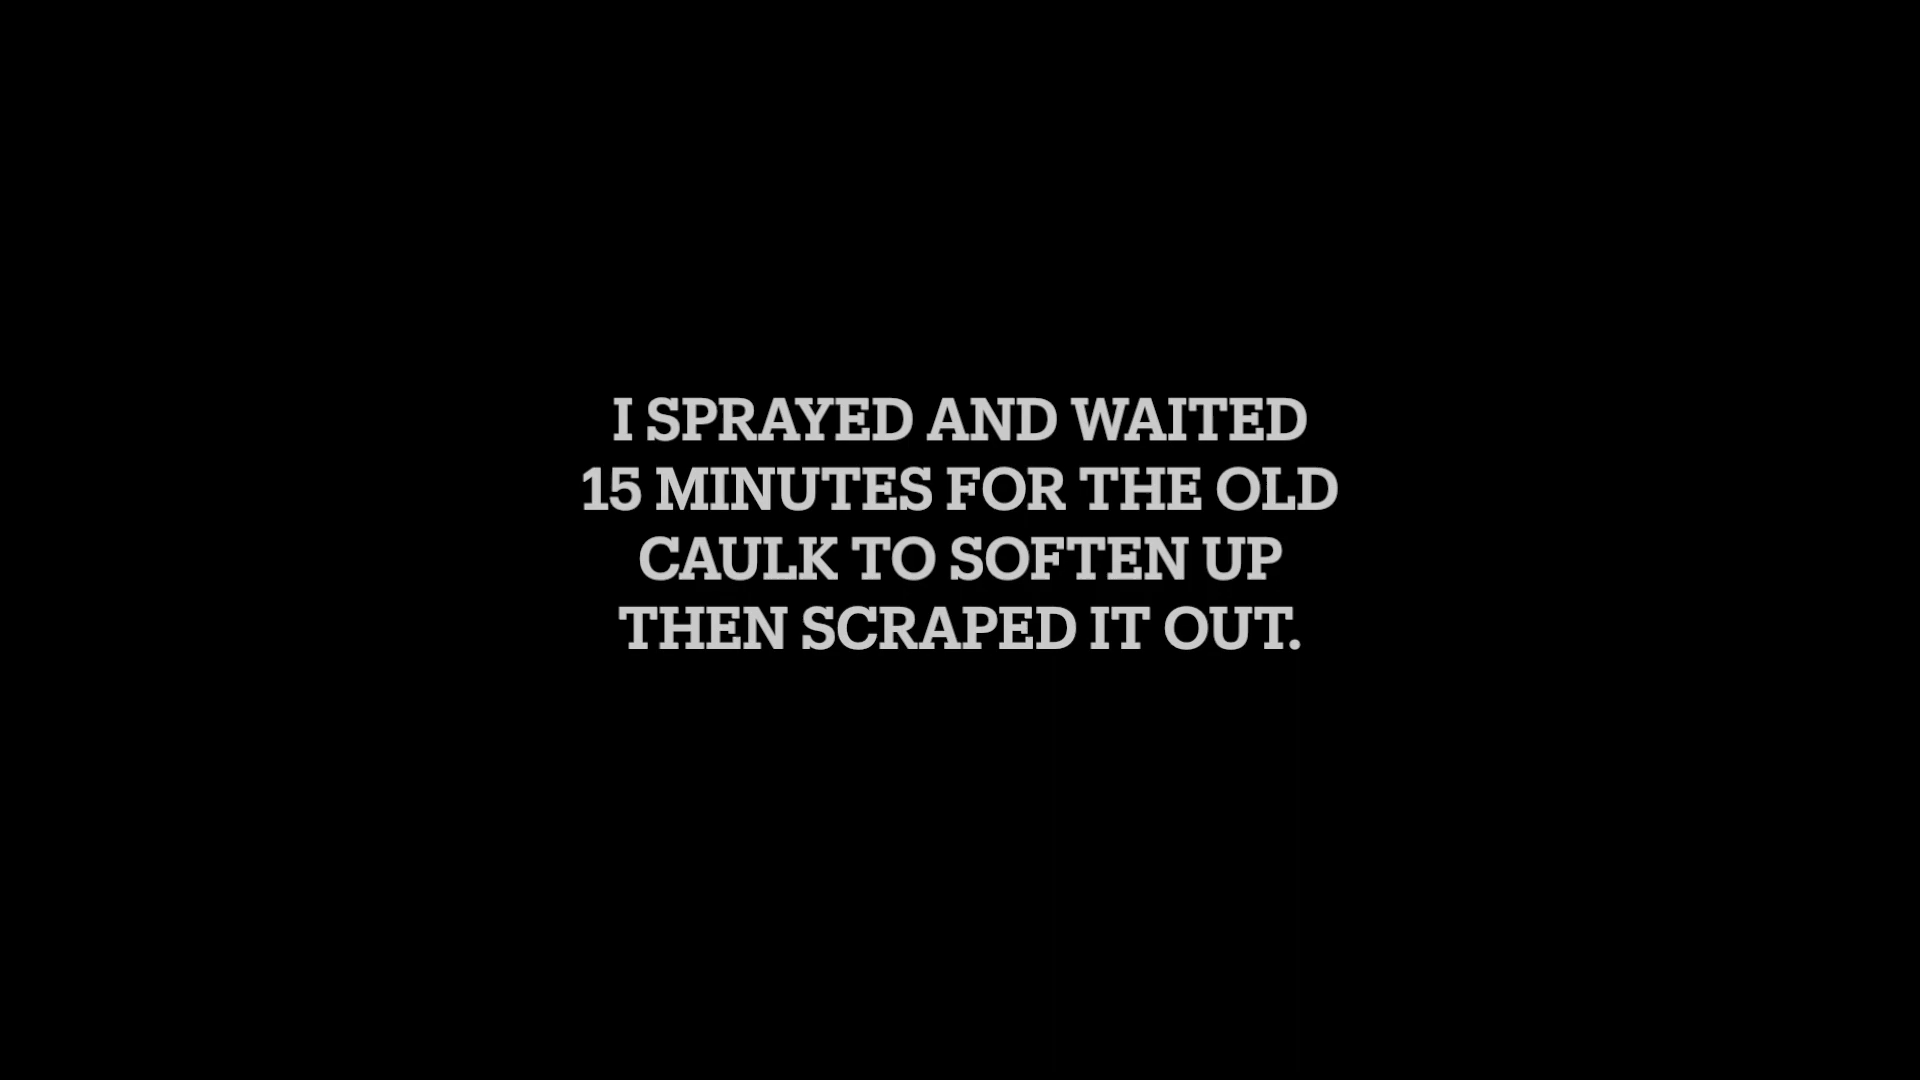 I SPRAYED AND WAITED
15 MINUTES FOR THE OLD
CAULK TO SOFTEN UP
THEN SCRAPED IT OUT.